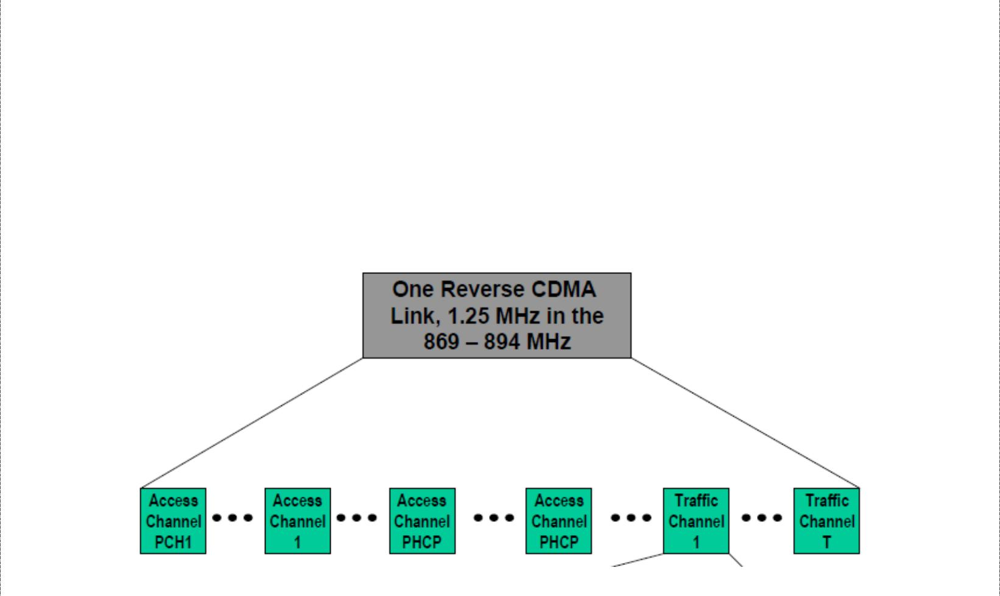 One Reverse CDMA
Link, 1.25 MHz in the
869 – 894 MHz
Access
Channel
PCH1
Access
Channel
1
Access
Channel
PHCP
Access
Channel
PHCP
Traffic
Channel
1
Traffic
Channel
T